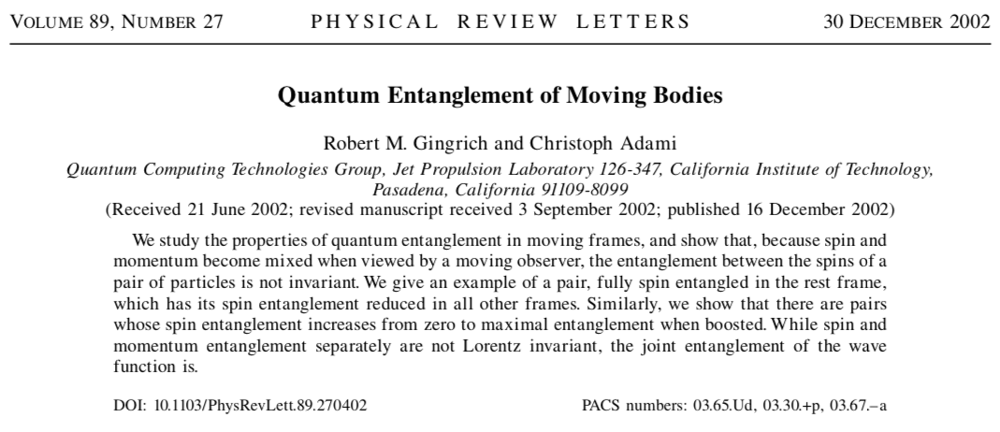 VOLUME 89, NUMBER 27 PHYSICAL REVIEW LETTERS 30 DECEMBER 2002
Quantum Entanglement of Moving Bodies
Robert M. Gingrich and Christoph Adami
Quantum Computing Technologies Group, Jet Propulsion Laboratory 126-347, California Institute of Technology,
Pasadena, California 91109-8099
(Received 21 June 2002; revised manuscript received 3 September 2002; published 16 December 2002)
We study the properties of quantum entanglement in moving frames, and show that, because spin and
momentum become mixed when viewed by a moving observer, the entanglement between the spins of a
pair of particles is not invariant. We give an example of a pair, fully spin entangled in the rest frame,
which has its spin entanglement reduced in all other frames. Similarly, we show that there are pairs
whose spin entanglement increases from zero to maximal entanglement when boosted. While spin and
momentum entanglement separately are not Lorentz invariant, the joint entanglement of the wave
function is.
DOI: 10.1103/PhysRevLett.89.270402 PACS numbers: 03.65.Ud, 03.30.+p, 03.67.–a